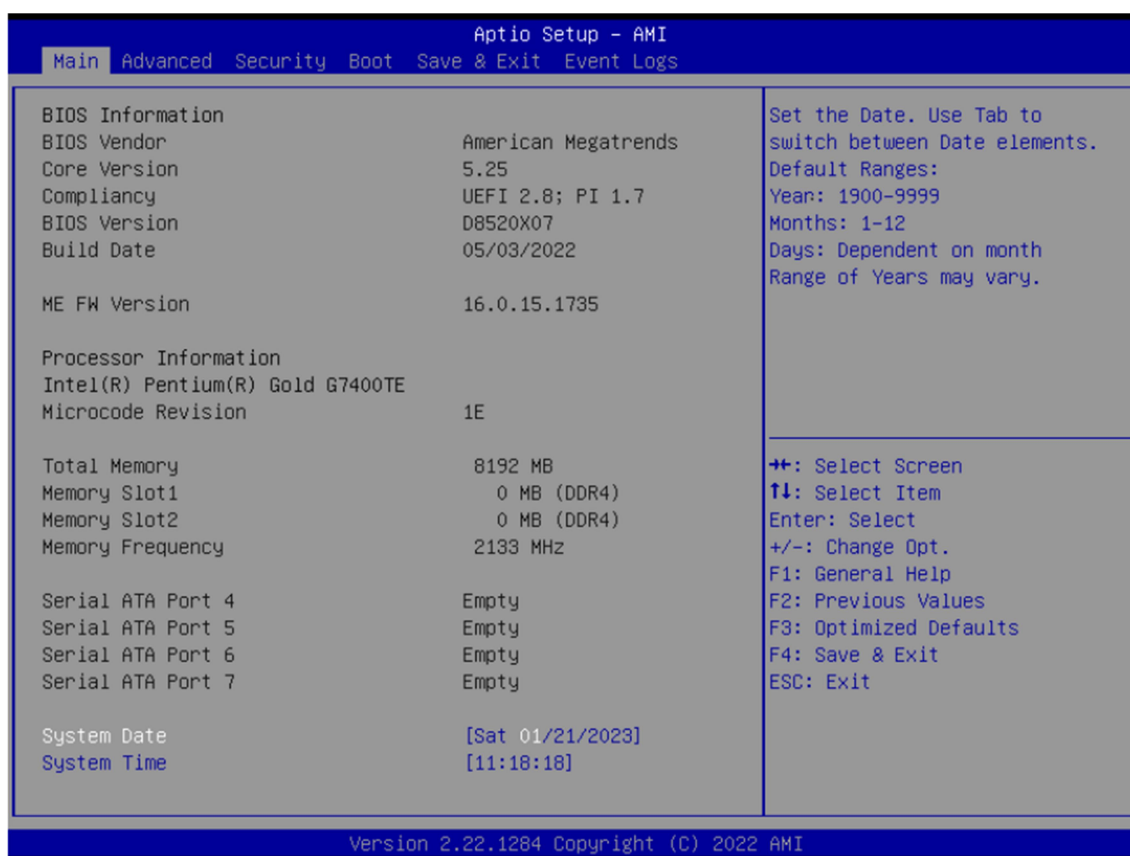 Aptio Setup – AMI
Main Advanced Security Boot Save & Exit Event Logs
BIOS Information
BIOS Vendor American Megatrends
Core Version 5.25
Compliancy UEFI 2.8; PI 1.7
BIOS Version D8520X07
Build Date 05/03/2022
ME FW Version 16.0.15.1735
Processor Information
Intel(R) Pentium(R) Gold G7400TE
Microcode Revision 1E
Total Memory 8192 MB
Memory Slot1 0 MB (DDR4)
Memory Slot2 0 MB (DDR4)
Memory Frequency 2133 MHz
Serial ATA Port 4 Empty
Serial ATA Port 5 Empty
Serial ATA Port 6 Empty
Serial ATA Port 7 Empty
System Date [Sat 01/21/2023]
System Time [11:18:18]
Set the Date. Use Tab to
switch between Date elements.
Default Ranges:
Year: 1900-9999
Months: 1-12
Days: Dependent on month
Range of Years may vary.
→←: Select Screen
↑↓: Select Item
Enter: Select
+/-: Change Opt.
F1: General Help
F2: Previous Values
F3: Optimized Defaults
F4: Save & Exit
ESC: Exit
Version 2.22.1284 Copyright (C) 2022 AMI